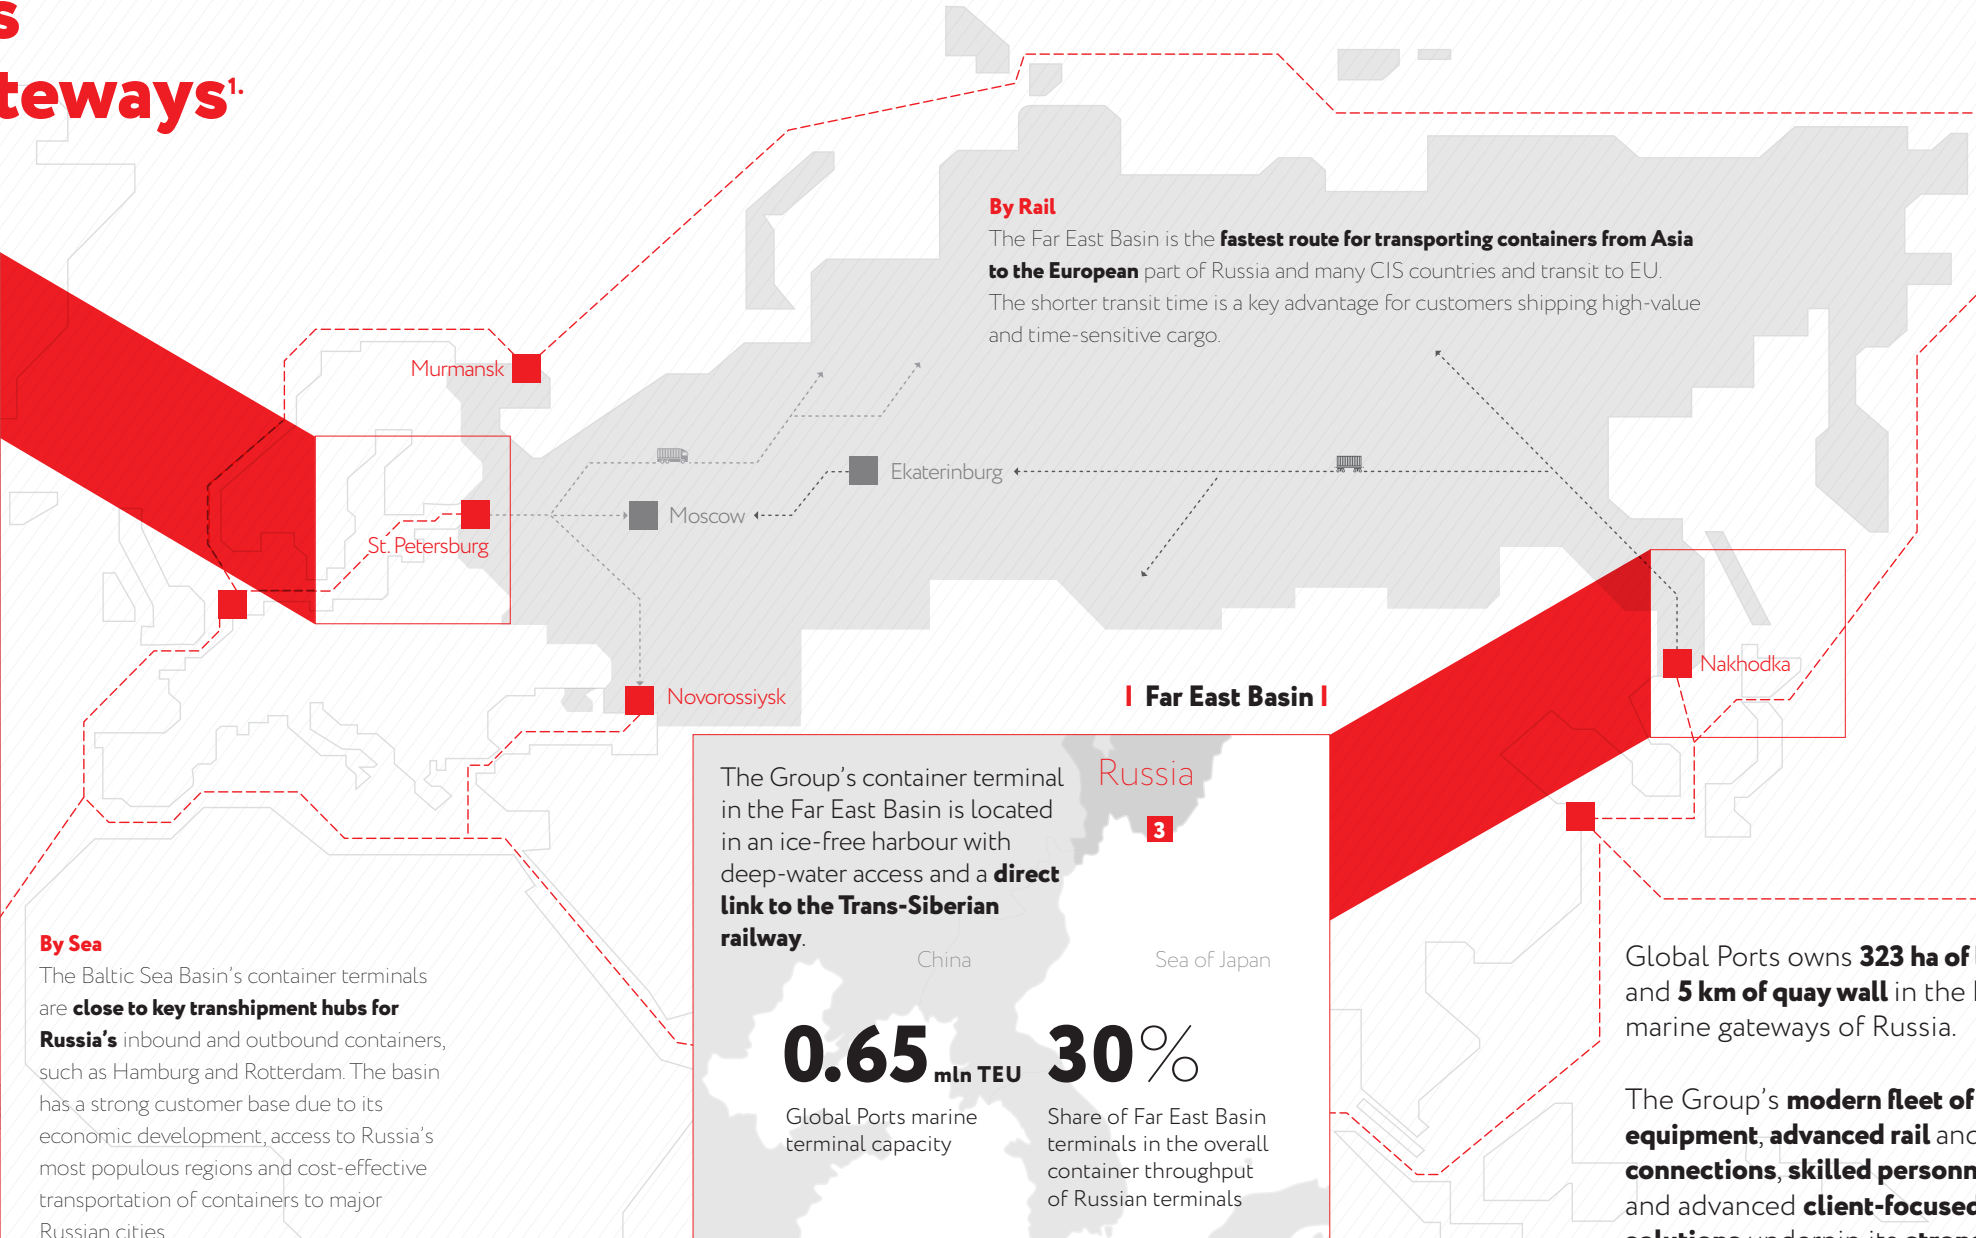 s
teways¹.
By Rail
The Far East Basin is the fastest route for transporting containers from Asia
to the European part of Russia and many CIS countries and transit to EU.
The shorter transit time is a key advantage for customers shipping high-value
and time-sensitive cargo.
Murmansk
Ekaterinburg
Moscow
St. Petersburg
Novorossiysk
Nakhodka
| Far East Basin |
The Group's container terminal
in the Far East Basin is located
in an ice-free harbour with
deep-water access and a direct
link to the Trans-Siberian
railway.
Russia
3
China
Sea of Japan
0.65 mln TEU
Global Ports marine
terminal capacity
30%
Share of Far East Basin
terminals in the overall
container throughput
of Russian terminals
By Sea
The Baltic Sea Basin's container terminals
are close to key transhipment hubs for
Russia's inbound and outbound containers,
such as Hamburg and Rotterdam. The basin
has a strong customer base due to its
economic development, access to Russia's
most populous regions and cost-effective
transportation of containers to major
Russian cities
Global Ports owns 323 ha of
and 5 km of quay wall in the
marine gateways of Russia.
The Group's modern fleet of
equipment, advanced rail and
connections, skilled personn
and advanced client-focused
solutions underpin its stron